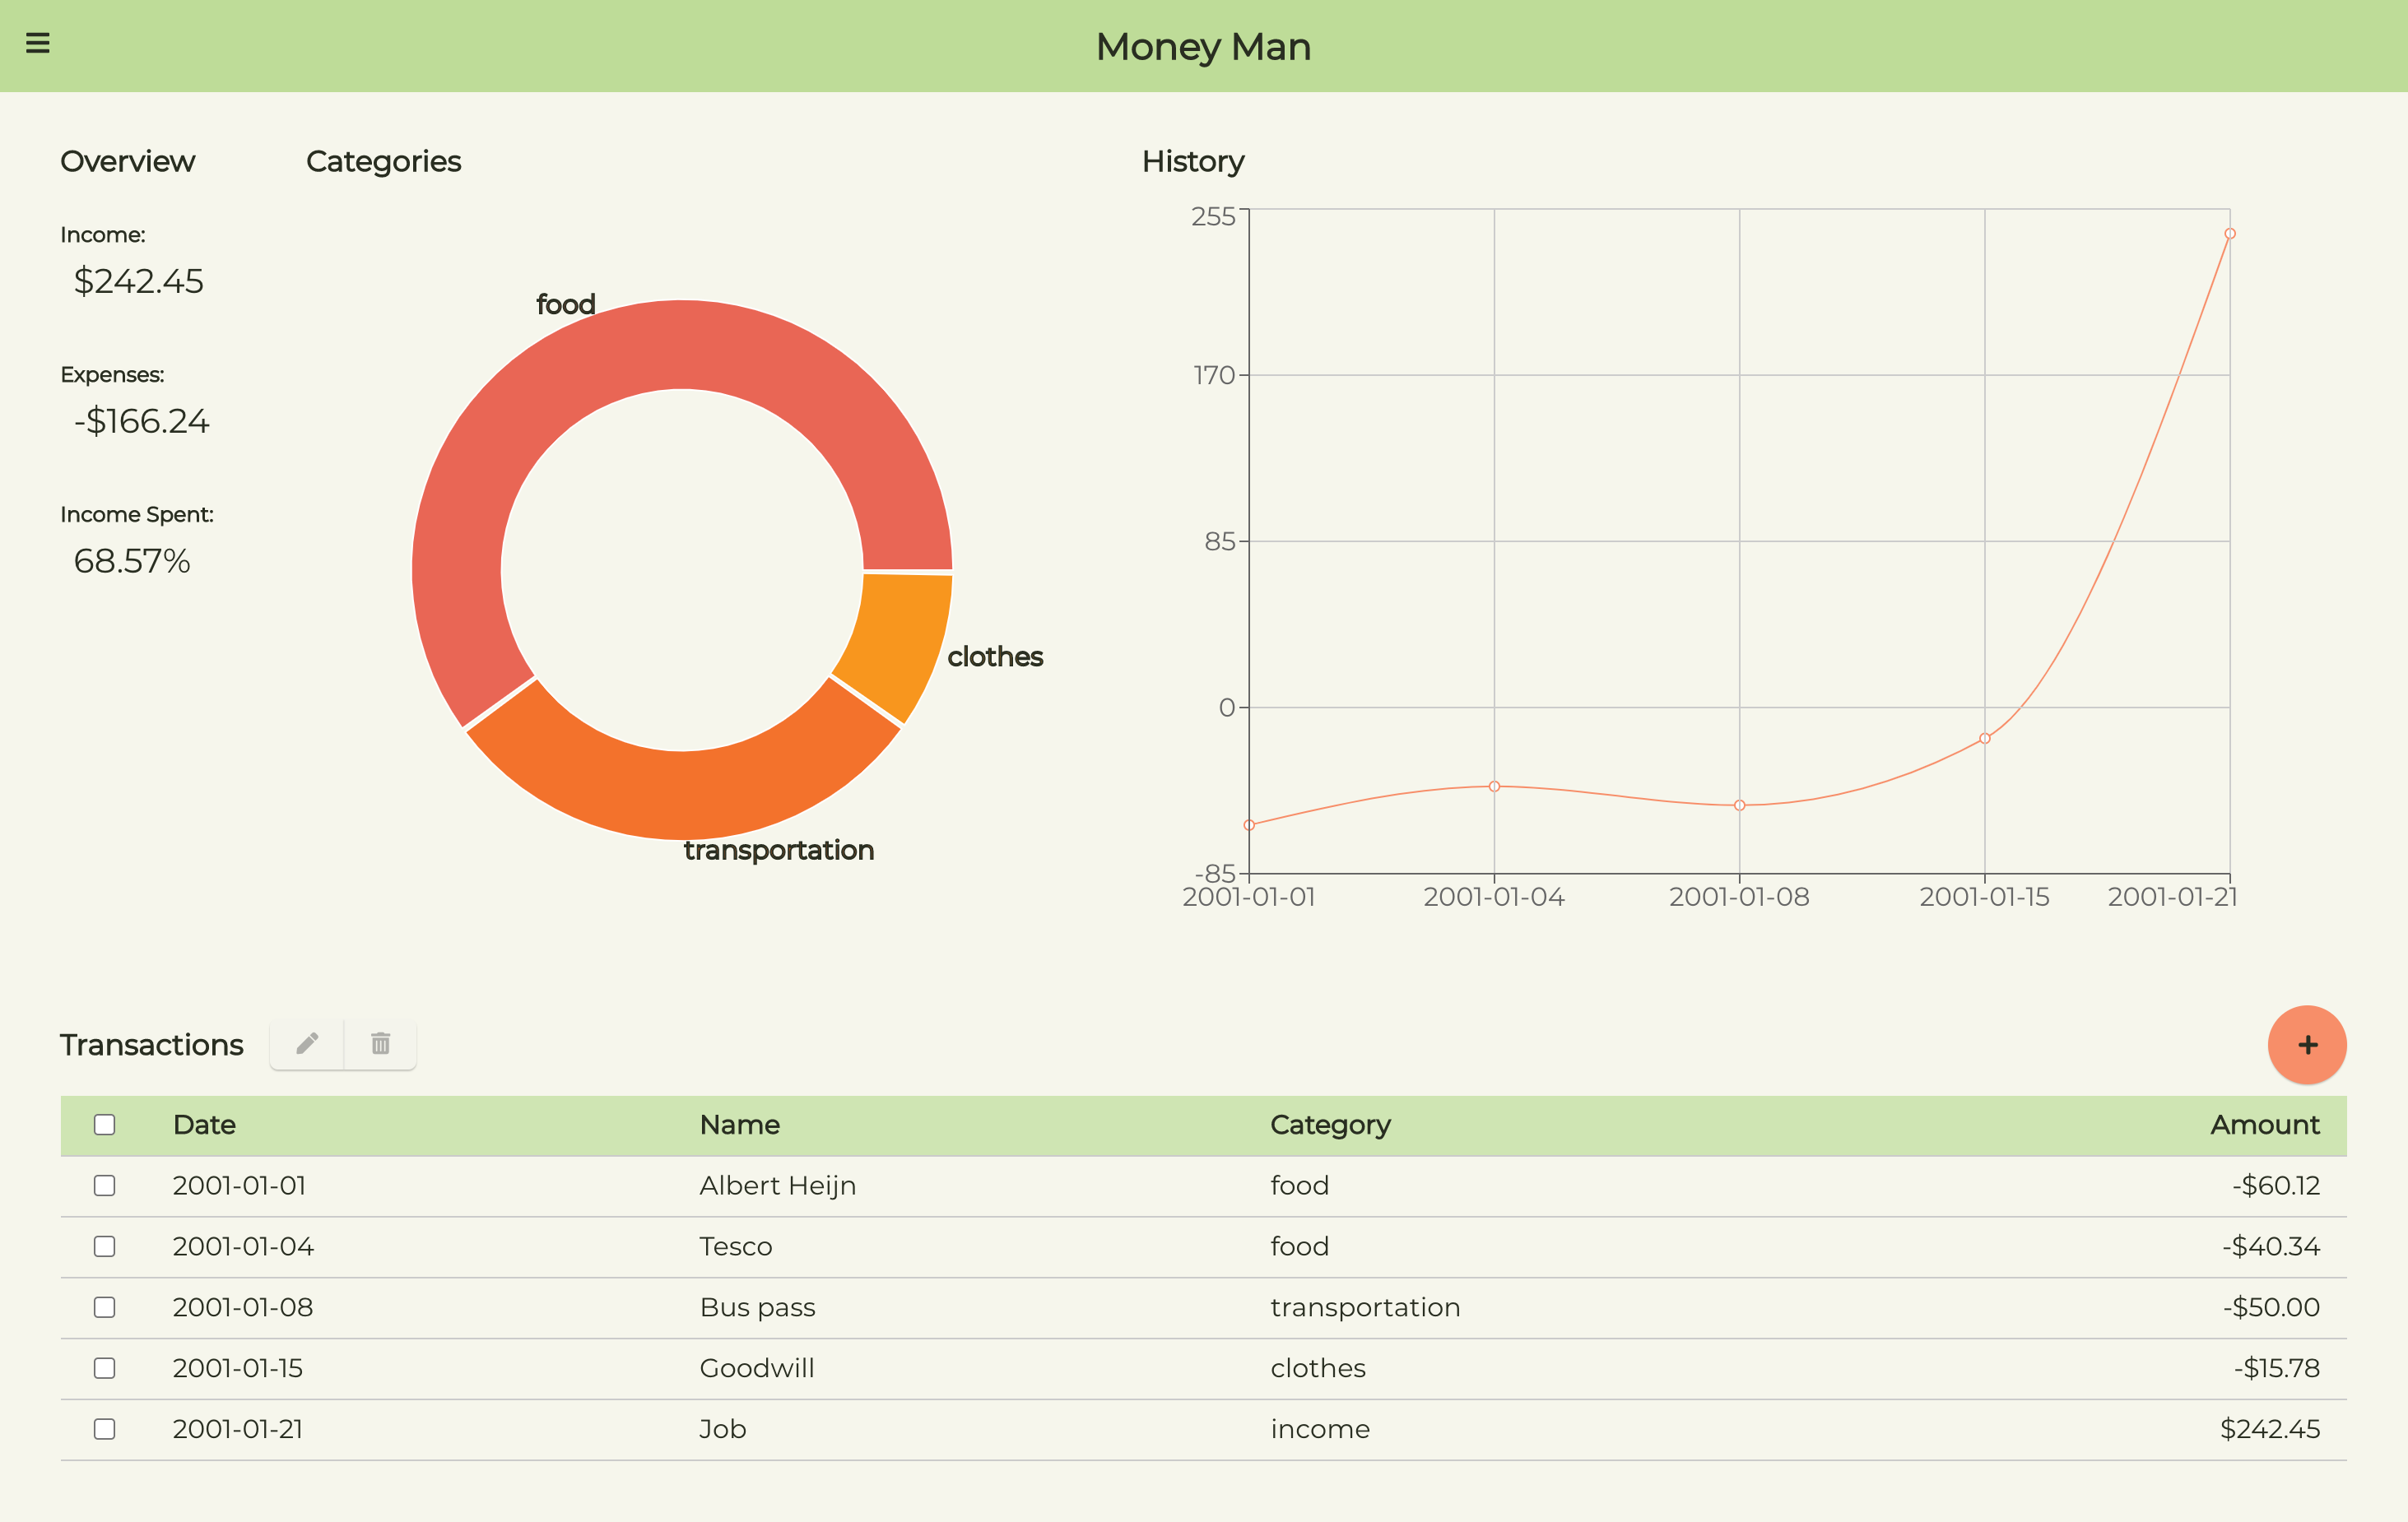 Money Man
Overview
Income:
$242.45
Expenses:
-$166.24
Income Spent:
68.57%
Categories
food
clothes
transportation
History
255
170
85
0
-85
2001-01-01 2001-01-04 2001-01-08 2001-01-15 2001-01-21
Transactions
+
Date Name Category Amount
2001-01-01 Albert Heijn food -$60.12
2001-01-04 Tesco food -$40.34
2001-01-08 Bus pass transportation -$50.00
2001-01-15 Goodwill clothes -$15.78
2001-01-21 Job income $242.45